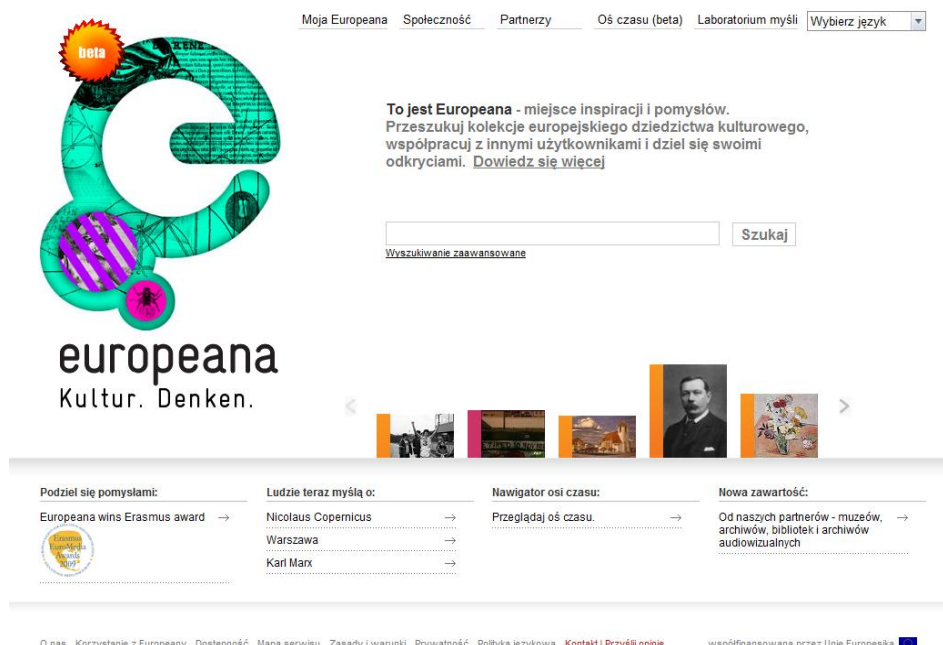 Moja Europeana Społeczność Partnerzy Oś czasu (beta) Laboratorium myśli Wybierz język
beta
To jest Europeana - miejsce inspiracji i pomysłów.
Przeszukuj kolekcje europejskiego dziedzictwa kulturowego,
współpracuj z innymi użytkownikami i dziel się swoimi
odkryciami. Dowiedz się więcej
Szukaj
Wyszukiwanie zaawansowane
europeana
Kultur. Denken.
Podziel się pomysłami:
Europeana wins Erasmus award
Erasmus
EuroMedia
Awards
2009
Ludzie teraz myślą o:
Nicolaus Copernicus
Warszawa
Karl Marx
Nawigator osi czasu:
Przeglądaj oś czasu.
Nowa zawartość:
Od naszych partnerów - muzeów,
archiwów, bibliotek i archiwów
audiowizualnych
O nas Korzystanie z Europeany Dostępność Mapa serwisu Zasady i warunki Prywatność Polityka językowa Kontakt | Prześlij opinię współfinansowana przez Unię Europejską